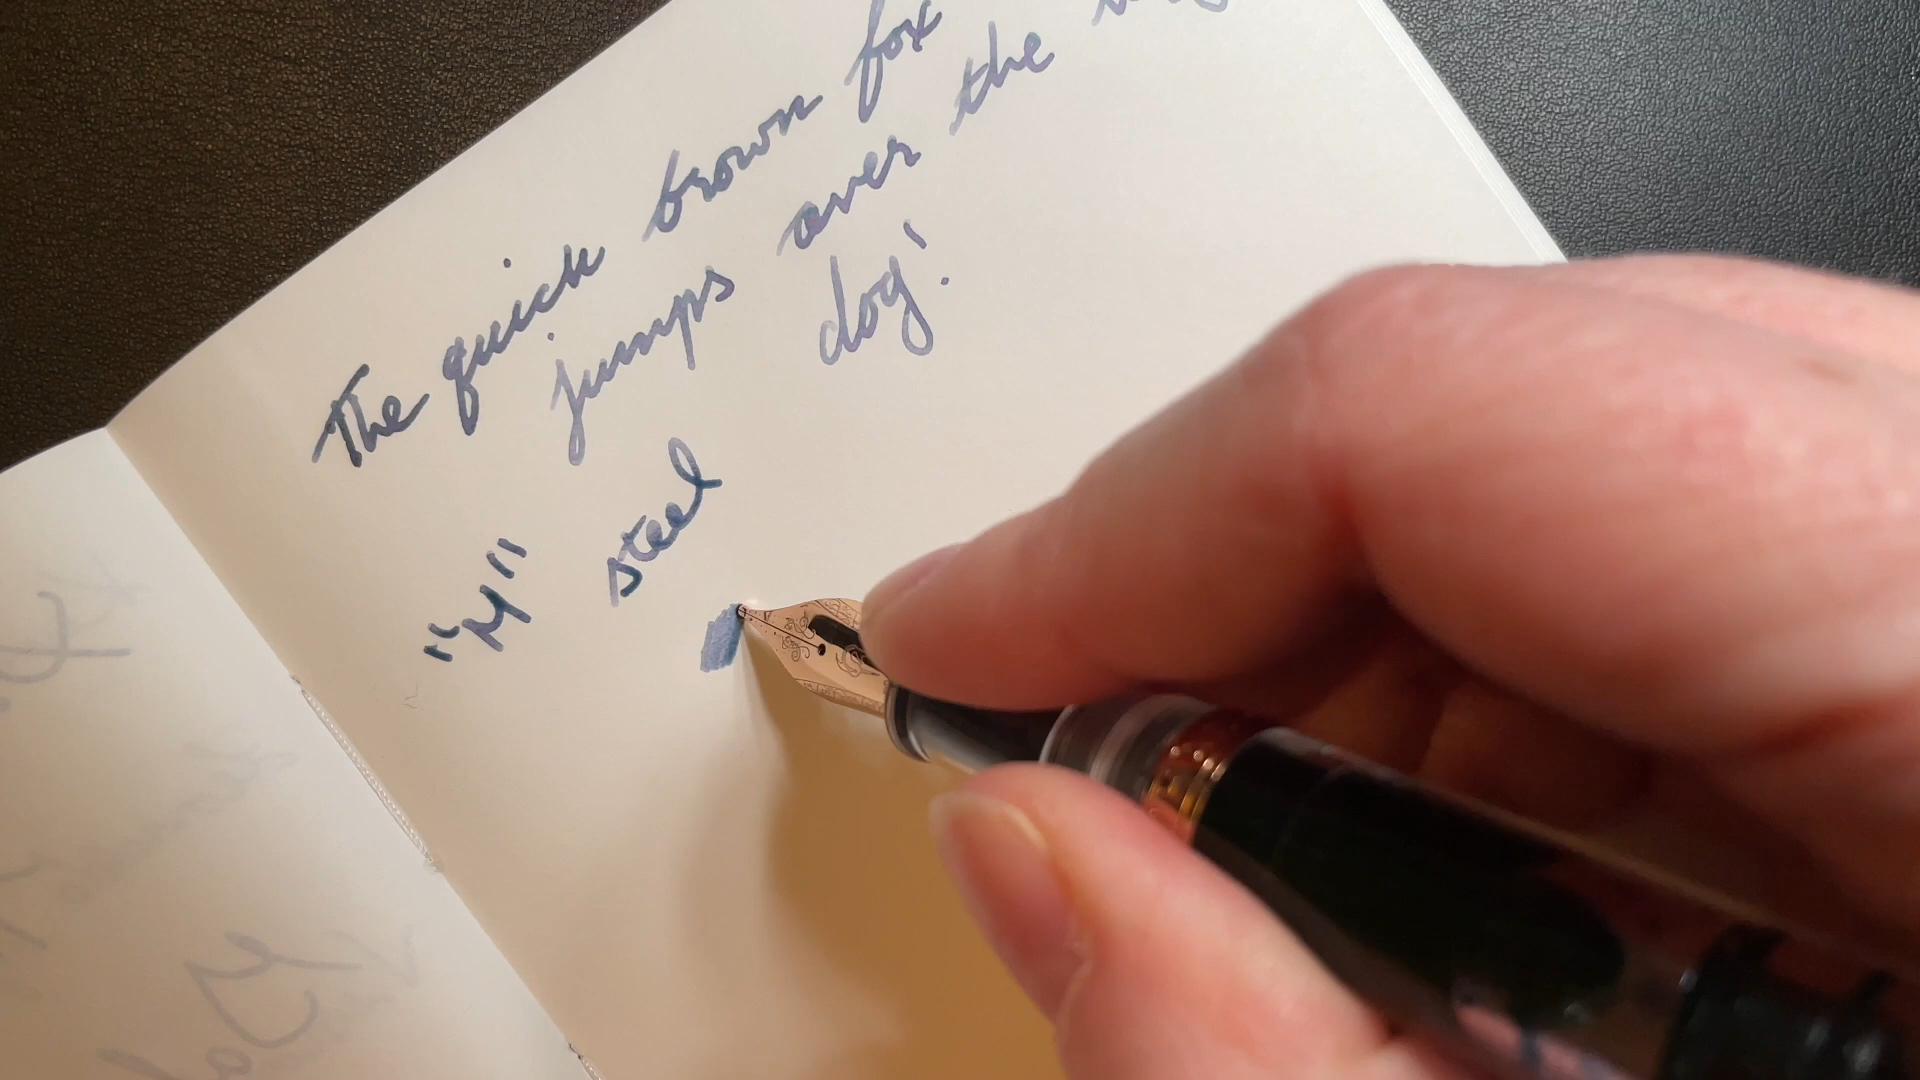 The quick brown fox
jumps over the
dog!
"M" steel